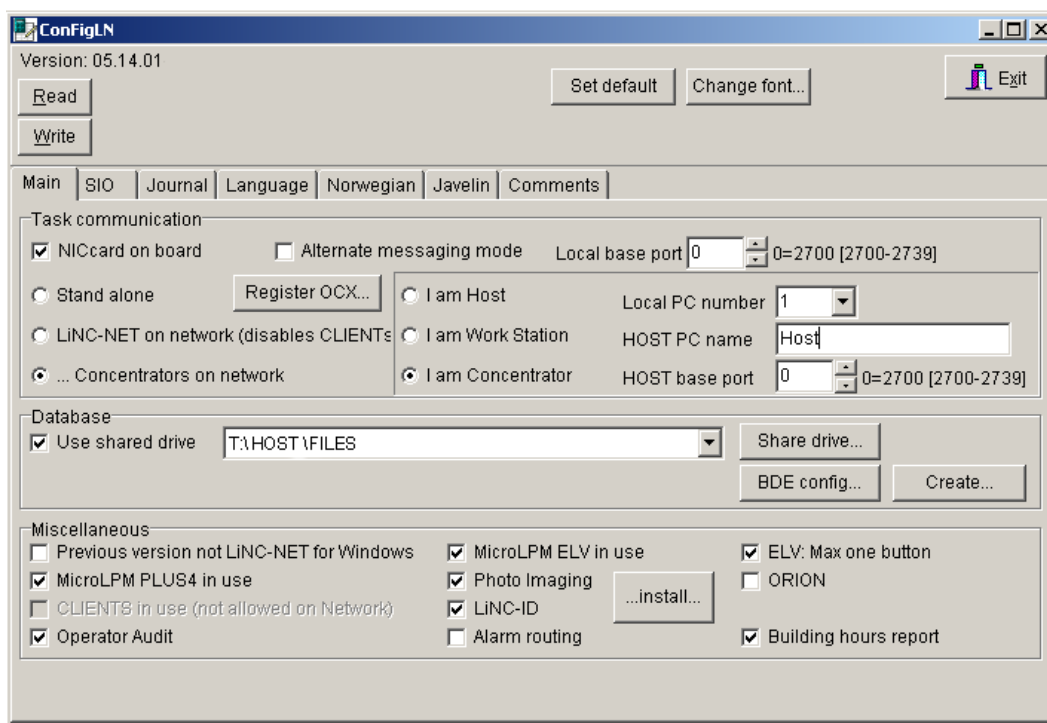 ConFigLN
Version: 05.14.01
Read
Set default
Change font...
Exit
Write
Main
SIO
Journal
Language
Norwegian
Javelin
Comments
Task communication
NICcard on board
Alternate messaging mode
Local base port 0 0=2700 [2700-2739]
Stand alone
Register OCX...
I am Host
Local PC number 1
LiNC-NET on network (disables CLIENTs
I am Work Station
HOST PC name Host
... Concentrators on network
I am Concentrator
HOST base port 0 0=2700 [2700-2739]
Database
Use shared drive T:\HOST\FILES
Share drive...
BDE config...
Create...
Miscellaneous
Previous version not LiNC-NET for Windows
MicroLPM ELV in use
ELV: Max one button
MicroLPM PLUS4 in use
Photo Imaging
...install...
ORION
CLIENTS in use (not allowed on Network)
LiNC-ID
Operator Audit
Alarm routing
Building hours report